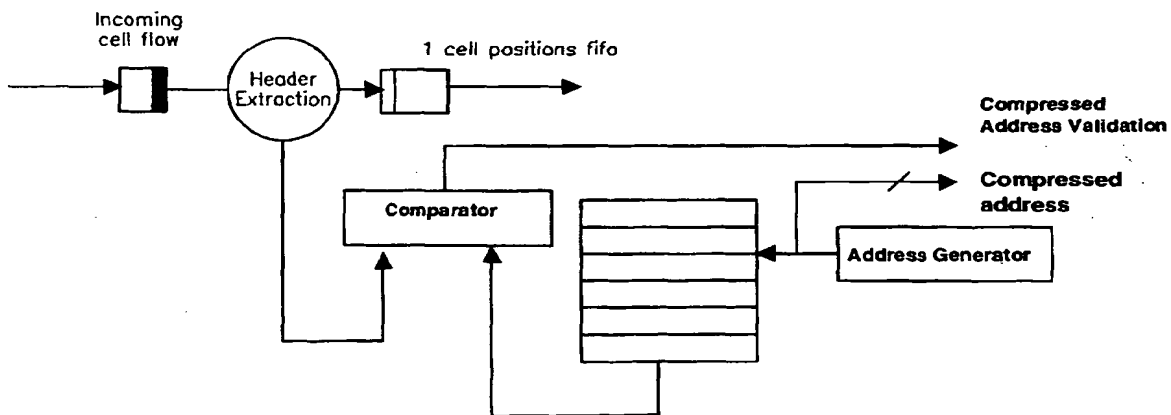 Incoming
cell flow
1 cell positions fifo
Header
Extraction
Compressed
Address Validation
Compressed
address
Comparator
Address Generator